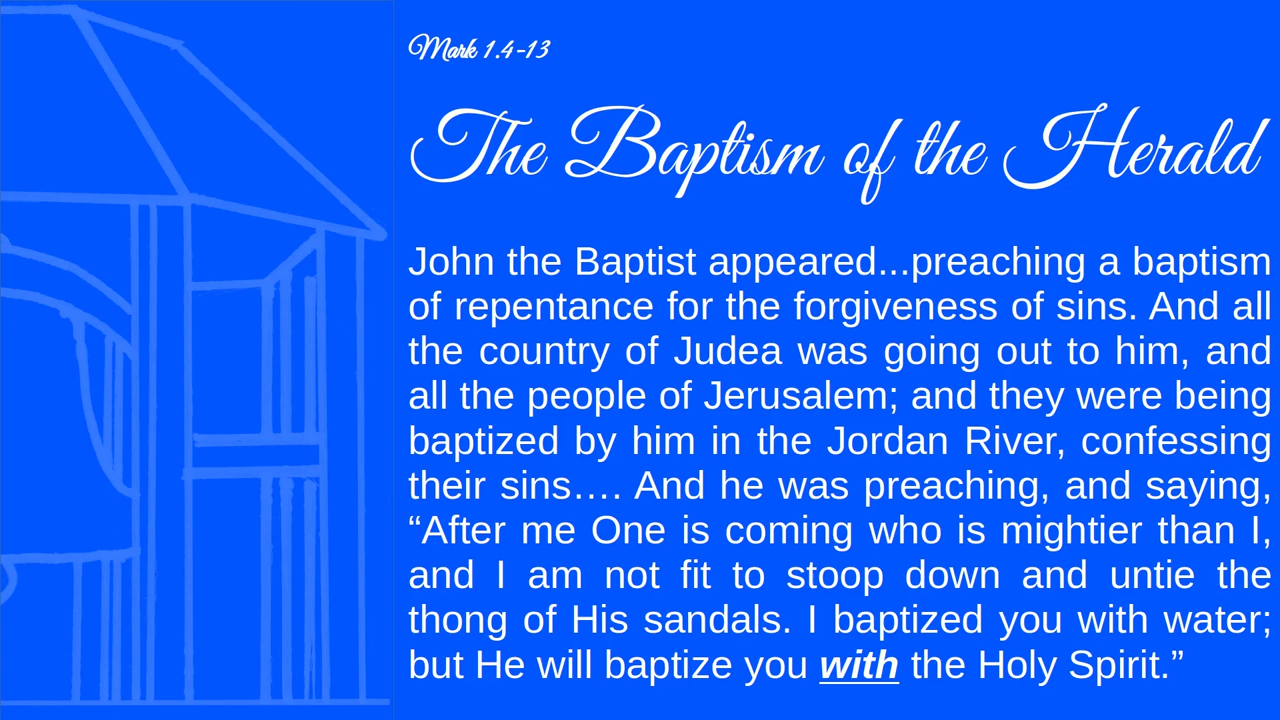 Mark 1.4-13
The Baptism of the Herald
John the Baptist appeared...preaching a baptism
of repentance for the forgiveness of sins. And all
the country of Judea was going out to him, and
all the people of Jerusalem; and they were being
baptized by him in the Jordan River, confessing
their sins…. And he was preaching, and saying,
“After me One is coming who is mightier than I,
and I am not fit to stoop down and untie the
thong of His sandals. I baptized you with water;
but He will baptize you with the Holy Spirit.”